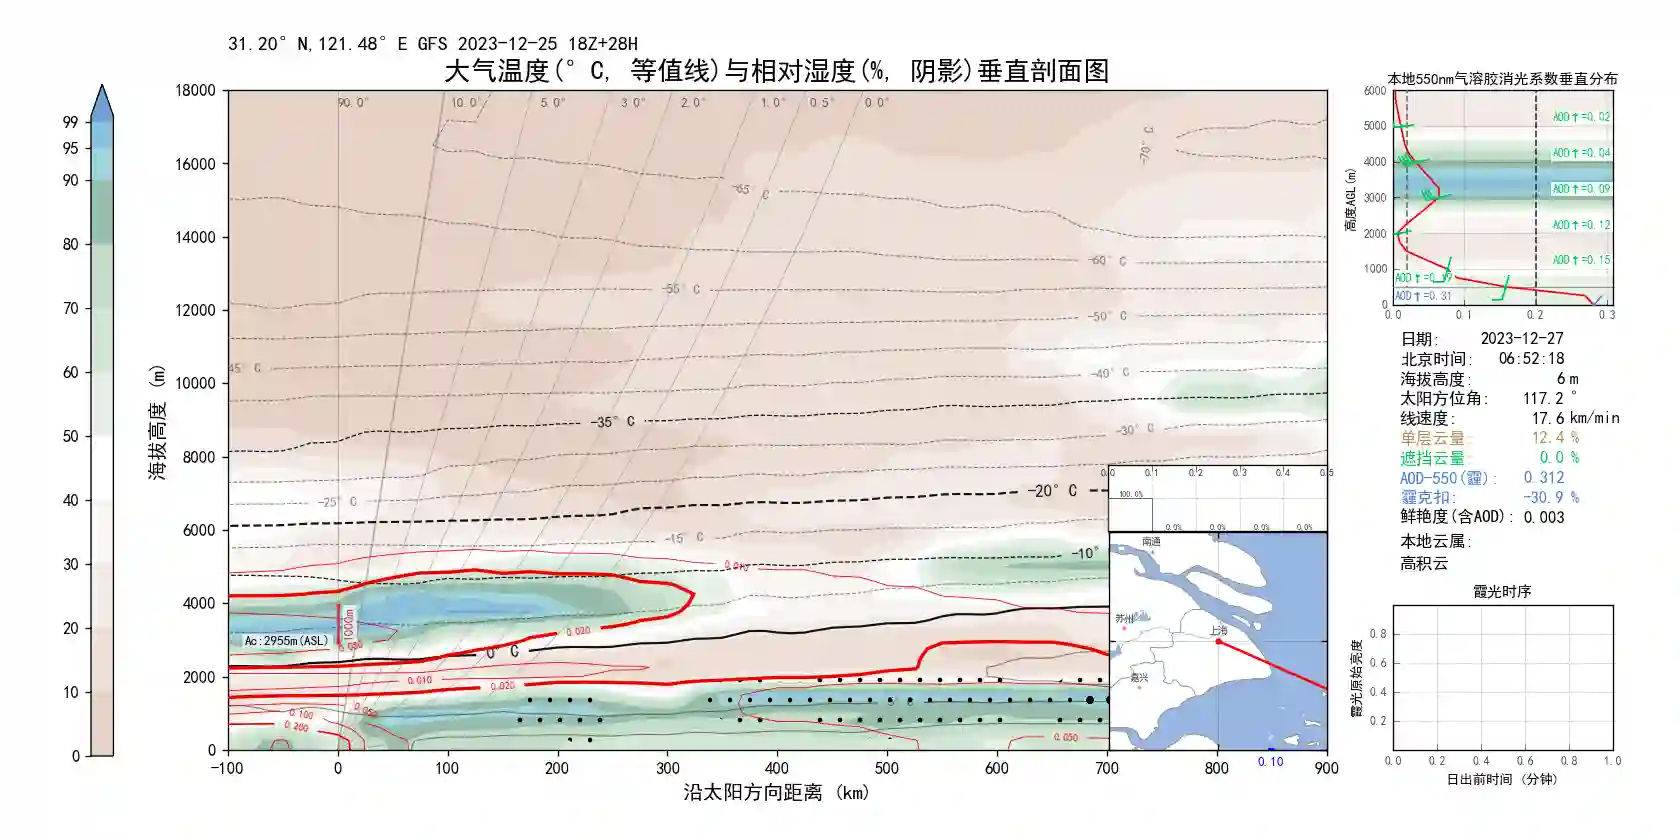 31.20° N,121.48° E GFS 2023-12-25 18Z+28H
大气温度(° C, 等值线)与相对湿度(%, 阴影)垂直剖面图
99
95
90
80
70
60
50
40
30
20
10
0
海拔高度 (m)
18000
16000
14000
12000
10000
8000
6000
4000
2000
0
90.0° 10.0° 5.0° 3.0° 2.0° 1.0° 0.5° 0.0°
-70° C
-65° C
-60° C
-55° C
-50° C
45° C
-40° C
-35° C
-30° C
-25° C
-20° C
-15 C
-10°
0.010
0.020
0.050
1000m
Ac:2955m(ASL)
0 C
0.010
0.020
0.050
0.100
0.200
0.050
-100 0 100 200 300 400 500 600 700 800 900
0.10
沿太阳方向距离 (km)
0.0 0.1 0.2 0.3 0.4 0.5
100.0%
0.0% 0.0% 0.0% 0.0%
南通
苏州
上海
嘉兴
本地550nm气溶胶消光系数垂直分布
高度AGL(m)
6000
5000
4000
3000
2000
1000
0
AOD↑=0.02
AOD↑=0.04
AOD↑=0.09
AOD↑=0.12
AOD↑=0.15
AOD↑=0.31
0.0 0.1 0.2 0.3
日期: 2023-12-27
北京时间: 06:52:18
海拔高度: 6 m
太阳方位角: 117.2 °
线速度: 17.6 km/min
单层云量: 12.4 %
遮挡云量: 0.0 %
AOD-550(霾): 0.312
霾克扣: -30.9 %
鲜艳度(含AOD): 0.003
本地云属:
高积云
霞光时序
霞光原始亮度
0.8
0.6
0.4
0.2
0.0 0.2 0.4 0.6 0.8 1.0
日出前时间 (分钟)